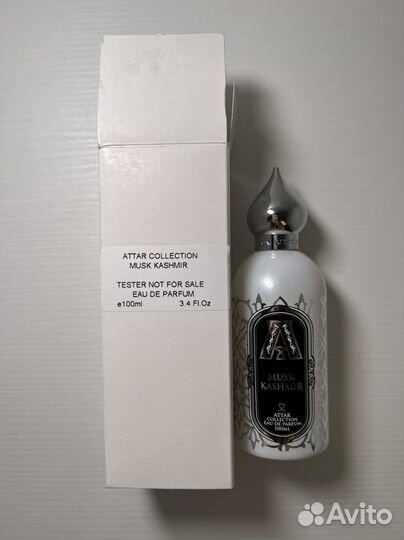 ATTAR COLLECTION
MUSK KASHMIR
TESTER NOT FOR SALE
EAU DE PARFUM
e100ml 3.4 Fl.Oz
MUSK
KASHMIR
ATTAR
COLLECTION
EAU DE PARFUM
100ML
Avito